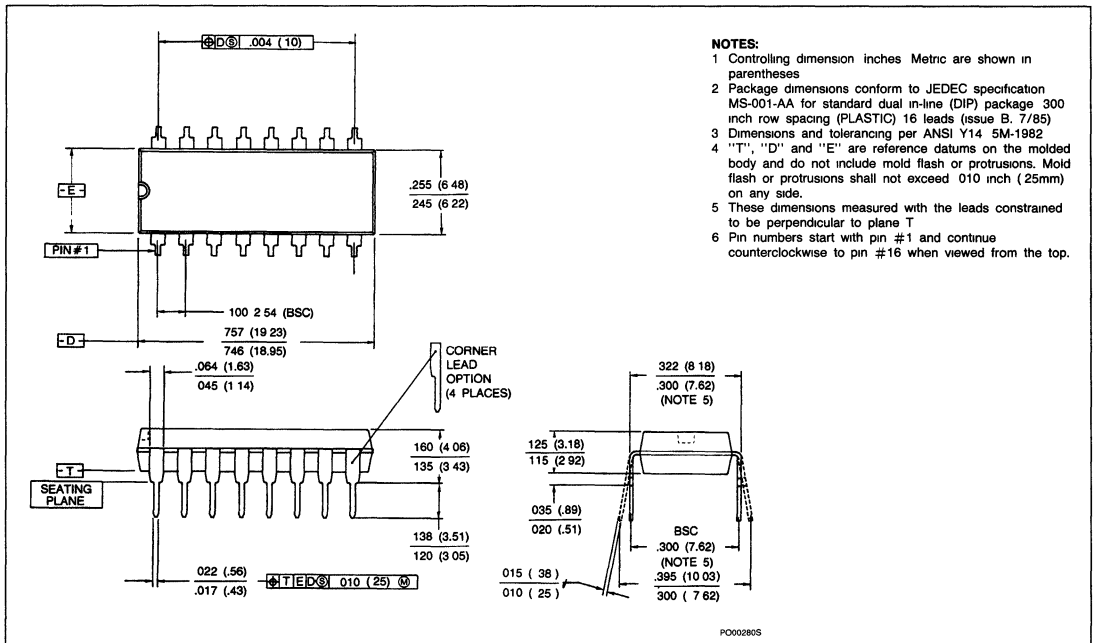 ⌖ D Ⓢ .004 ( 10)
NOTES:
1 Controlling dimension inches Metric are shown in
parentheses
2 Package dimensions conform to JEDEC specification
MS-001-AA for standard dual in-line (DIP) package 300
inch row spacing (PLASTIC) 16 leads (issue B. 7/85)
3 Dimensions and tolerancing per ANSI Y14 5M-1982
4 "T", "D" and "E" are reference datums on the molded
body and do not include mold flash or protrusions. Mold
flash or protrusions shall not exceed 010 inch ( 25mm)
on any side.
5 These dimensions measured with the leads constrained
to be perpendicular to plane T
6 Pin numbers start with pin #1 and continue
counterclockwise to pin #16 when viewed from the top.
-E-
.255 (6 48)
245 (6 22)
PIN #1
100 2 54 (BSC)
-D-
757 (19 23)
746 (18.95)
.064 (1.63)
045 (1 14)
CORNER
LEAD
OPTION
(4 PLACES)
160 (4 06)
135 (3 43)
-T-
SEATING
PLANE
138 (3.51)
120 (3 05)
022 (.56)
.017 (.43)
⌖ T E D Ⓢ 010 ( 25) Ⓜ
322 (8 18)
.300 (7.62)
(NOTE 5)
125 (3.18)
115 (2 92)
035 (.89)
020 (.51)
BSC
.300 (7.62)
(NOTE 5)
015 ( 38)
010 ( 25 )
.395 (10 03)
300 ( 7 62)
PO00280S